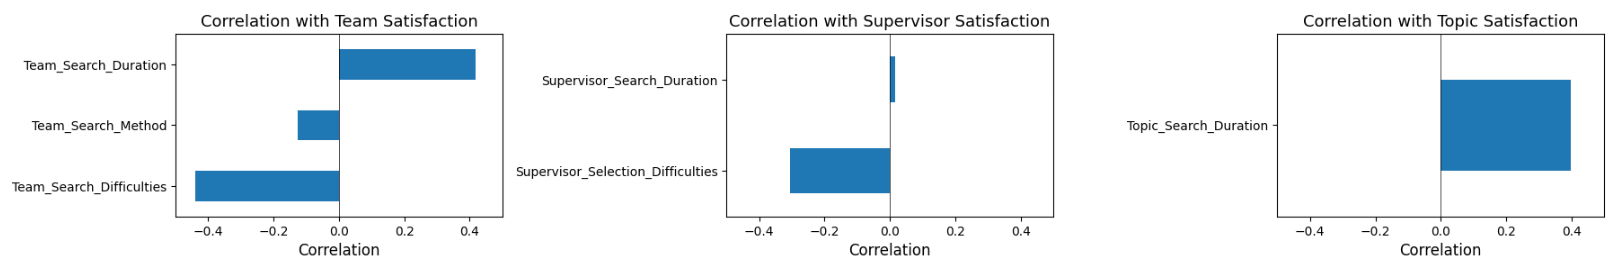 Correlation with Team Satisfaction
Team_Search_Duration
Team_Search_Method
Team_Search_Difficulties
−0.4 −0.2 0.0 0.2 0.4
Correlation
Correlation with Supervisor Satisfaction
Supervisor_Search_Duration
Supervisor_Selection_Difficulties
−0.4 −0.2 0.0 0.2 0.4
Correlation
Correlation with Topic Satisfaction
Topic_Search_Duration
−0.4 −0.2 0.0 0.2 0.4
Correlation